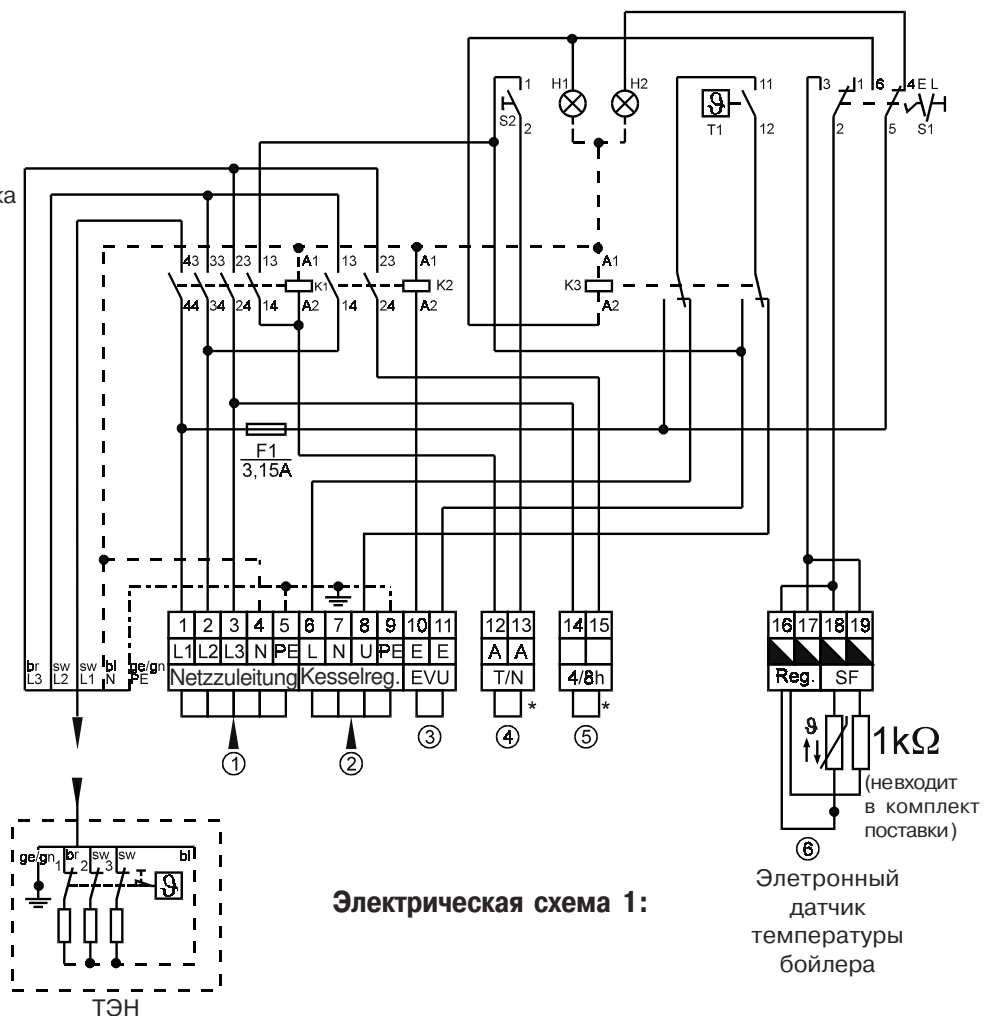 1 H1 H2 11 3 1 6 4 E L
S2 2 T1 12 2 5 S1
ка
43 33 23 13 A1 13 23 A1 A1
K1 K2 K3
44 34 24 14 A2 14 24 A2 A2
F1
3,15A
1 2 3 4 5 6 7 8 9 10 11 12 13 14 15 16 17 18 19
L1 L2 L3 N PE L N U PE E E A A
br sw sw bl ge/gn
L3 L2 L1 N PE
Netzzuleitung Kesselreg. EVU T/N 4/8h Reg. SF
* *
① ② ③ ④ ⑤
ϑ 1kΩ
(невходит
в комплект
поставки)
⑥
Элетронный
датчик
температуры
бойлера
ge/gn br sw sw bl
1 2 3 ϑ
ТЭН
Электрическая схема 1: